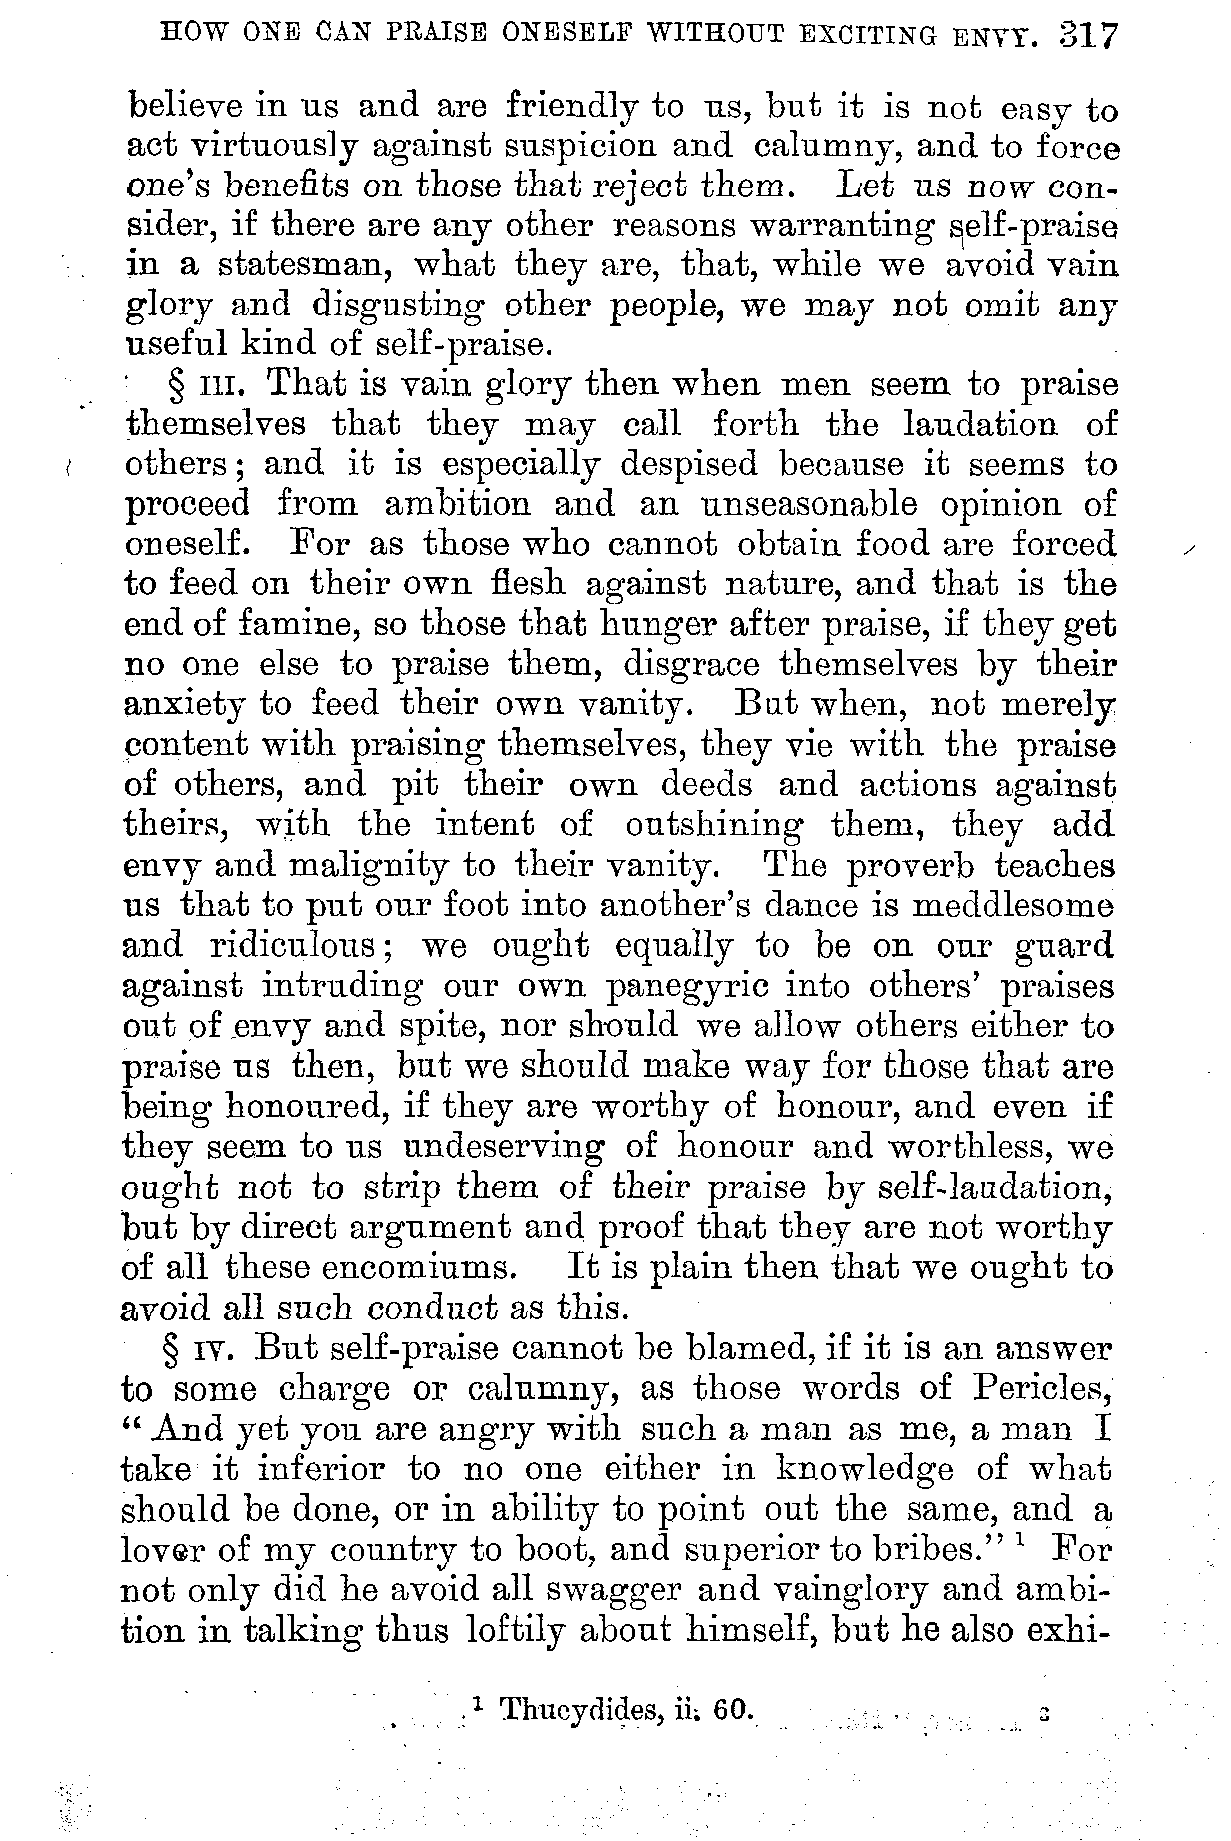 HOW ONE CAN PRAISE ONESELF WITHOUT EXCITING ENVY. 317
believe in us and are friendly to us, but it is not easy to
act virtuously against suspicion and calumny, and to force
one's benefits on those that reject them. Let us now con-
sider, if there are any other reasons warranting self-praise
in a statesman, what they are, that, while we avoid vain
glory and disgusting other people, we may not omit any
useful kind of self-praise.
§ III. That is vain glory then when men seem to praise
themselves that they may call forth the laudation of
others; and it is especially despised because it seems to
proceed from ambition and an unseasonable opinion of
oneself. For as those who cannot obtain food are forced
to feed on their own flesh against nature, and that is the
end of famine, so those that hunger after praise, if they get
no one else to praise them, disgrace themselves by their
anxiety to feed their own vanity. But when, not merely
content with praising themselves, they vie with the praise
of others, and pit their own deeds and actions against
theirs, with the intent of outshining them, they add
envy and malignity to their vanity. The proverb teaches
us that to put our foot into another's dance is meddlesome
and ridiculous; we ought equally to be on our guard
against intruding our own panegyric into others' praises
out of envy and spite, nor should we allow others either to
praise us then, but we should make way for those that are
being honoured, if they are worthy of honour, and even if
they seem to us undeserving of honour and worthless, we
ought not to strip them of their praise by self-laudation,
but by direct argument and proof that they are not worthy
of all these encomiums. It is plain then that we ought to
avoid all such conduct as this.
§ IV. But self-praise cannot be blamed, if it is an answer
to some charge or calumny, as those words of Pericles,
"And yet you are angry with such a man as me, a man I
take it inferior to no one either in knowledge of what
should be done, or in ability to point out the same, and a
lover of my country to boot, and superior to bribes." ¹ For
not only did he avoid all swagger and vainglory and ambi-
tion in talking thus loftily about himself, but he also exhi-
¹ Thucydides, ii. 60.